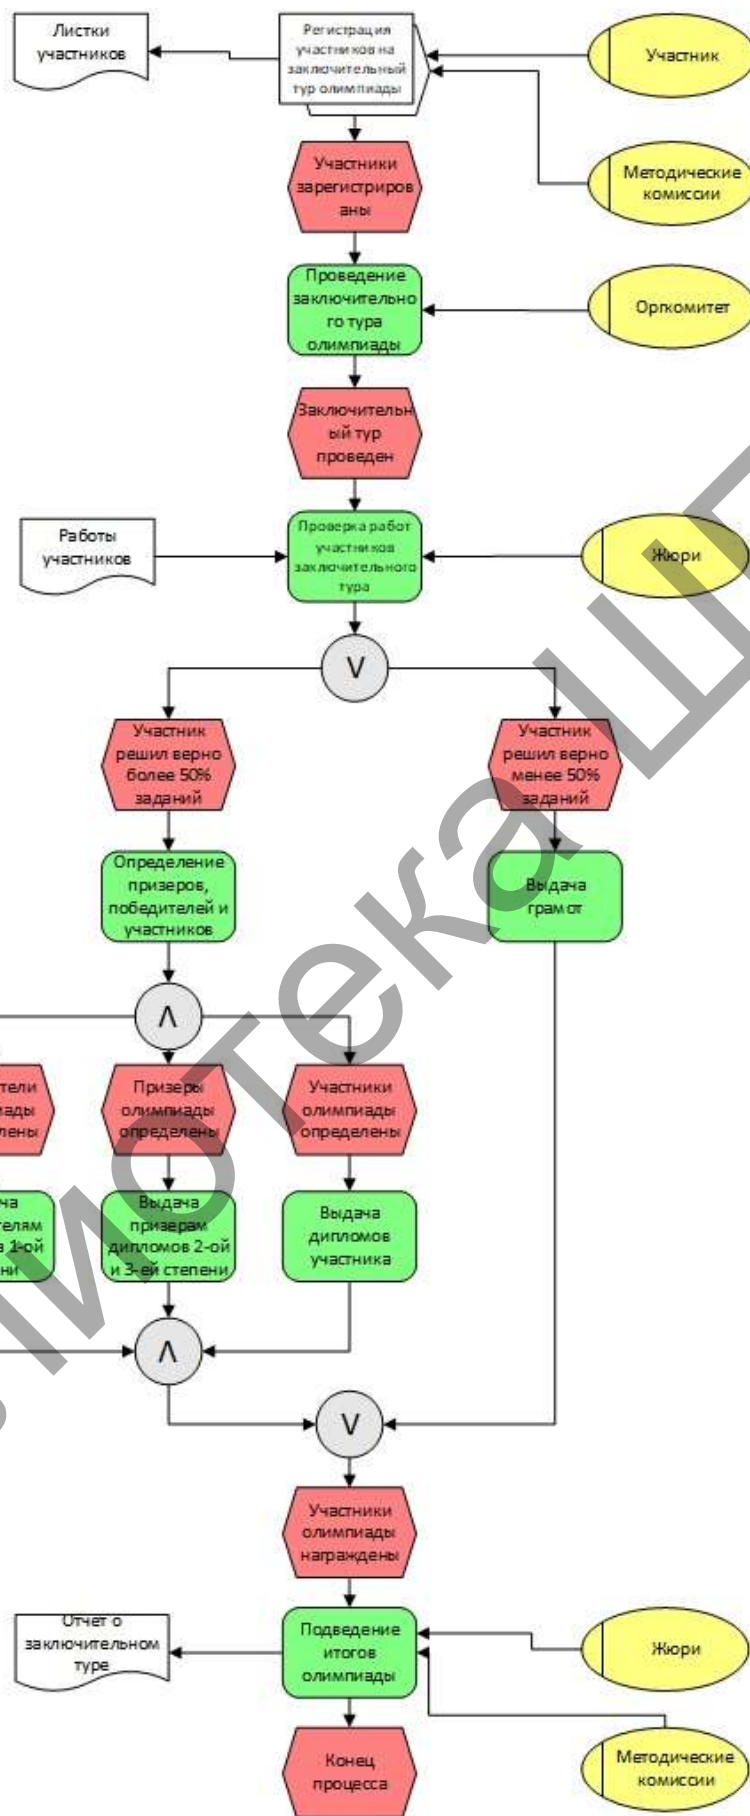 Листки
участников
Регистрация
участников на
заключительный
тур олимпиады
Участник
Методические
комиссии
Участники
зарегистриров
аны
Проведение
заключительно
го тура
олимпиады
Оргкомитет
Заключительн
ый тур
проведен
Работы
участников
Проверка работ
участников
заключительного
тура
Жюри
V
Участник
решил верно
более 50%
заданий
Участник
решил верно
менее 50%
заданий
Определение
призеров,
победителей и
участников
Выдача
грамот
Λ
Призеры
олимпиады
определены
Участники
олимпиады
определены
Выдача
призерам
дипломов 2-ой
и 3-ей степени
Выдача
дипломов
участника
1-ой
Λ
V
Участники
олимпиады
награждены
Отчет о
заключительном
туре
Подведение
итогов
олимпиады
Жюри
Методические
комиссии
Конец
процесса